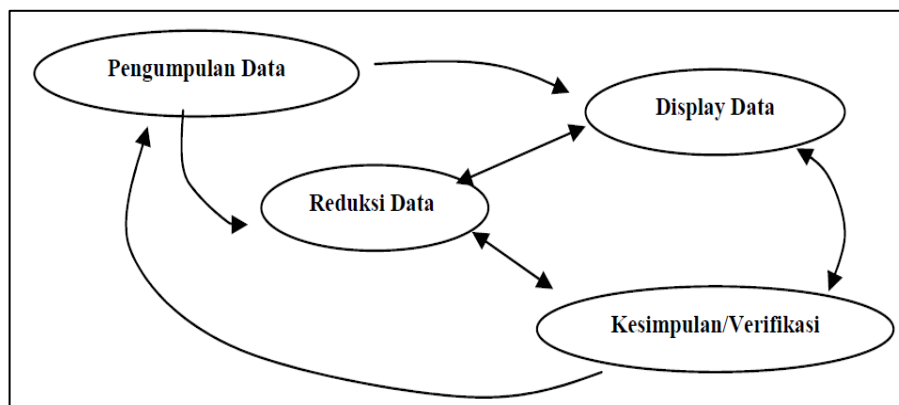 Pengumpulan Data
Display Data
Reduksi Data
Kesimpulan/Verifikasi